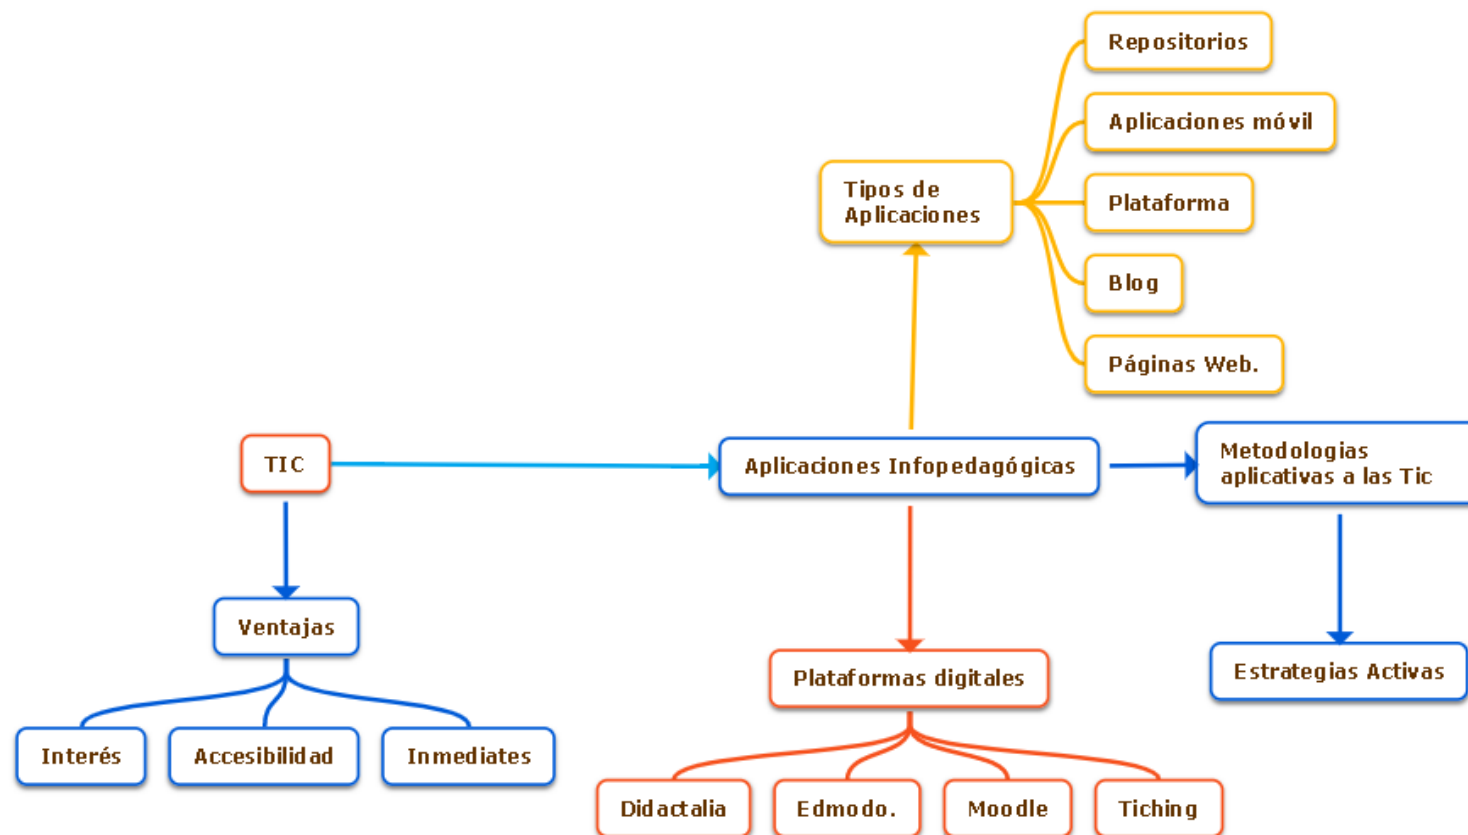 Repositorios
Aplicaciones móvil
Tipos de
Aplicaciones
Plataforma
Blog
Páginas Web.
TIC
Aplicaciones Infopedagógicas
Metodologias
aplicativas a las Tic
Ventajas
Plataformas digitales
Estrategias Activas
Interés
Accesibilidad
Inmediates
Didactalia
Edmodo.
Moodle
Tiching